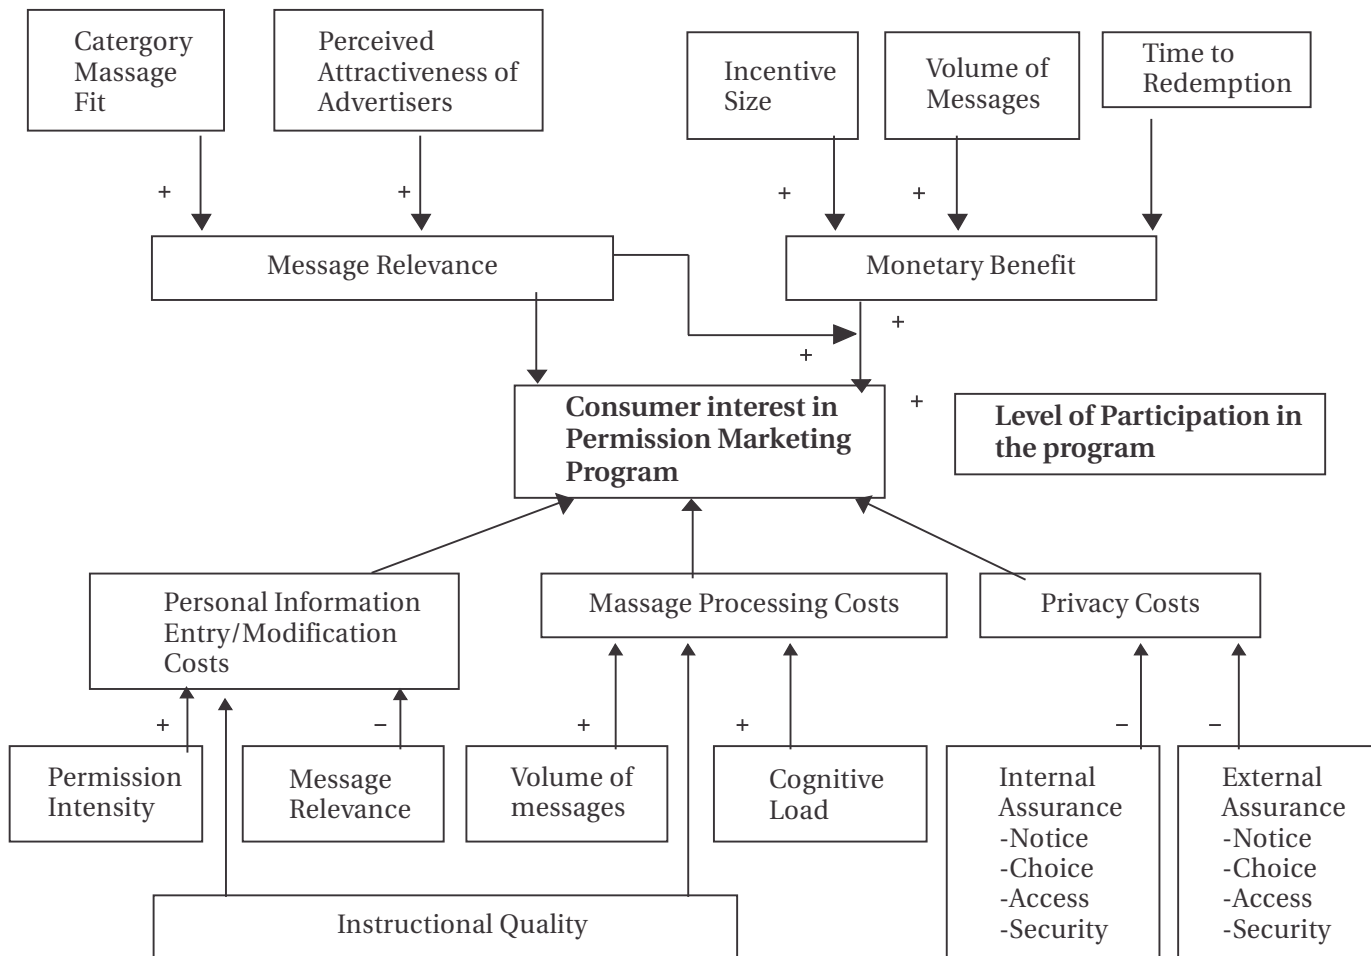 Catergory
Massage
Fit
Perceived
Attractiveness of
Advertisers
Incentive
Size
Volume of
Messages
Time to
Redemption
+
+
+
+
Message Relevance
Monetary Benefit
+
+
Consumer interest in
Permission Marketing
Program
+
Level of Participation in
the program
Personal Information
Entry/Modification
Costs
Massage Processing Costs
Privacy Costs
+
−
+
+
−
−
Permission
Intensity
Message
Relevance
Volume of
messages
Cognitive
Load
Internal
Assurance
-Notice
-Choice
-Access
-Security
External
Assurance
-Notice
-Choice
-Access
-Security
Instructional Quality